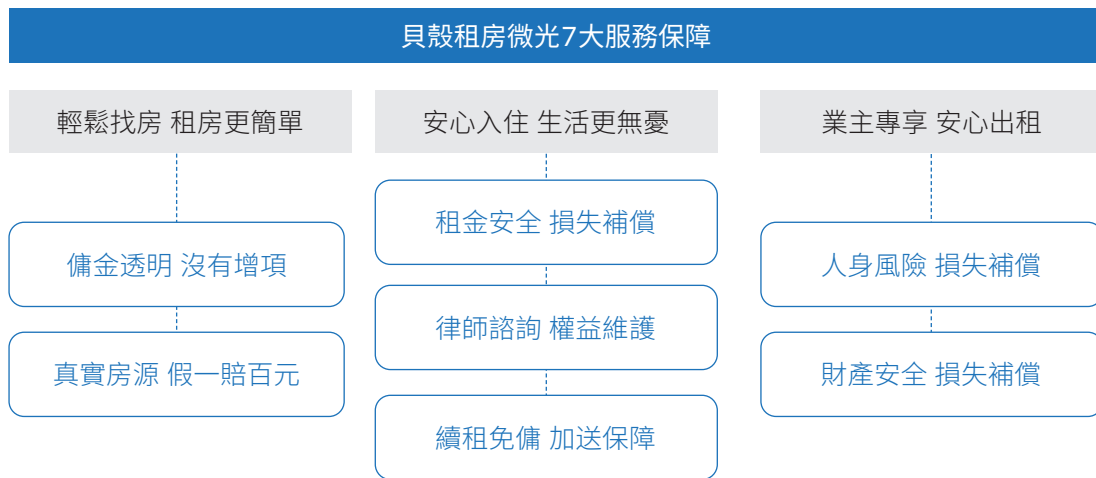 貝殼租房微光7大服務保障
輕鬆找房 租房更簡單
傭金透明 沒有增項
真實房源 假一賠百元
安心入住 生活更無憂
租金安全 損失補償
律師諮詢 權益維護
續租免傭 加送保障
業主專享 安心出租
人身風險 損失補償
財產安全 損失補償